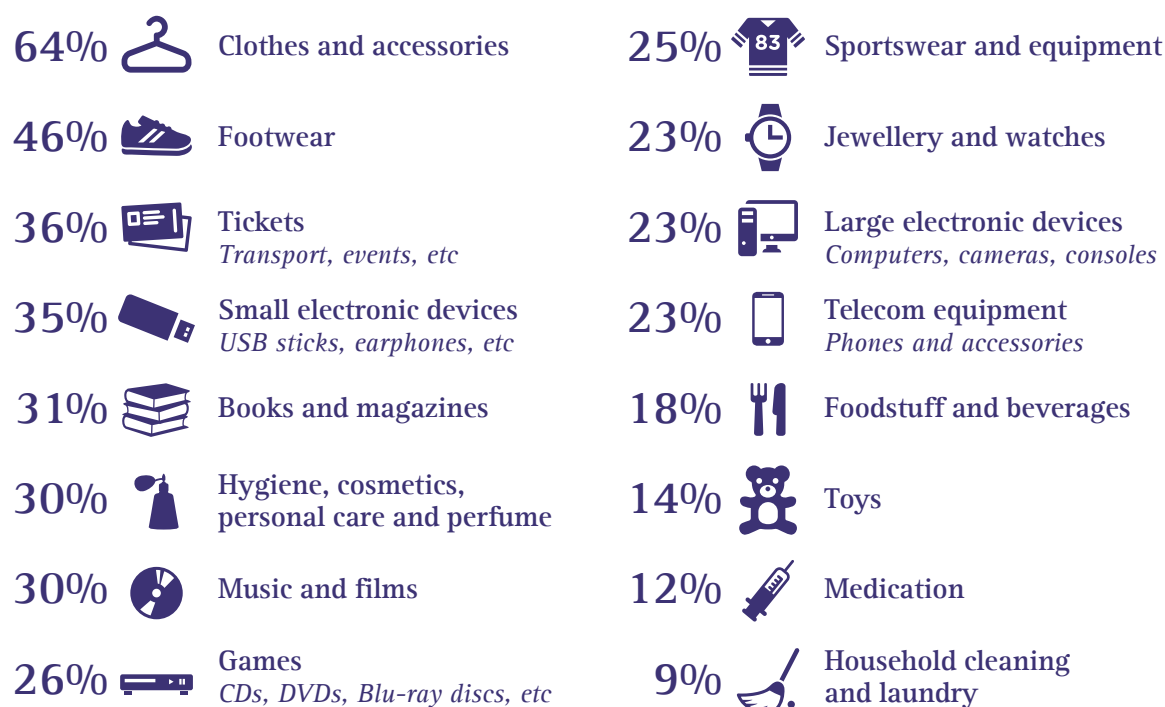 64%
Clothes and accessories
46%
Footwear
36%
Tickets
Transport, events, etc
35%
Small electronic devices
USB sticks, earphones, etc
31%
Books and magazines
30%
Hygiene, cosmetics,
personal care and perfume
30%
Music and films
26%
Games
CDs, DVDs, Blu-ray discs, etc
25%
83
Sportswear and equipment
23%
Jewellery and watches
23%
Large electronic devices
Computers, cameras, consoles
23%
Telecom equipment
Phones and accessories
18%
Foodstuff and beverages
14%
Toys
12%
Medication
9%
Household cleaning
and laundry